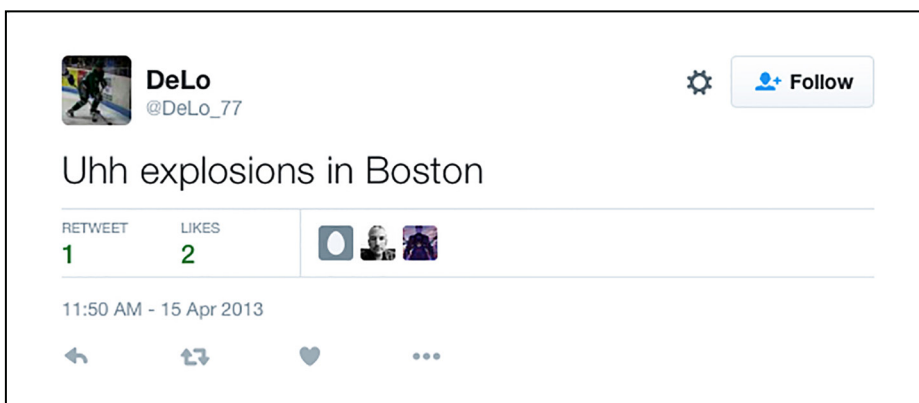 DeLo
@DeLo_77
Follow
Uhh explosions in Boston
RETWEET LIKES
1 2
11:50 AM - 15 Apr 2013